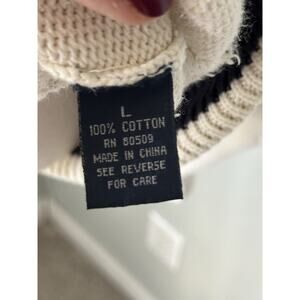 L
100% COTTON
RN 80509
MADE IN CHINA
SEE REVERSE
FOR CARE